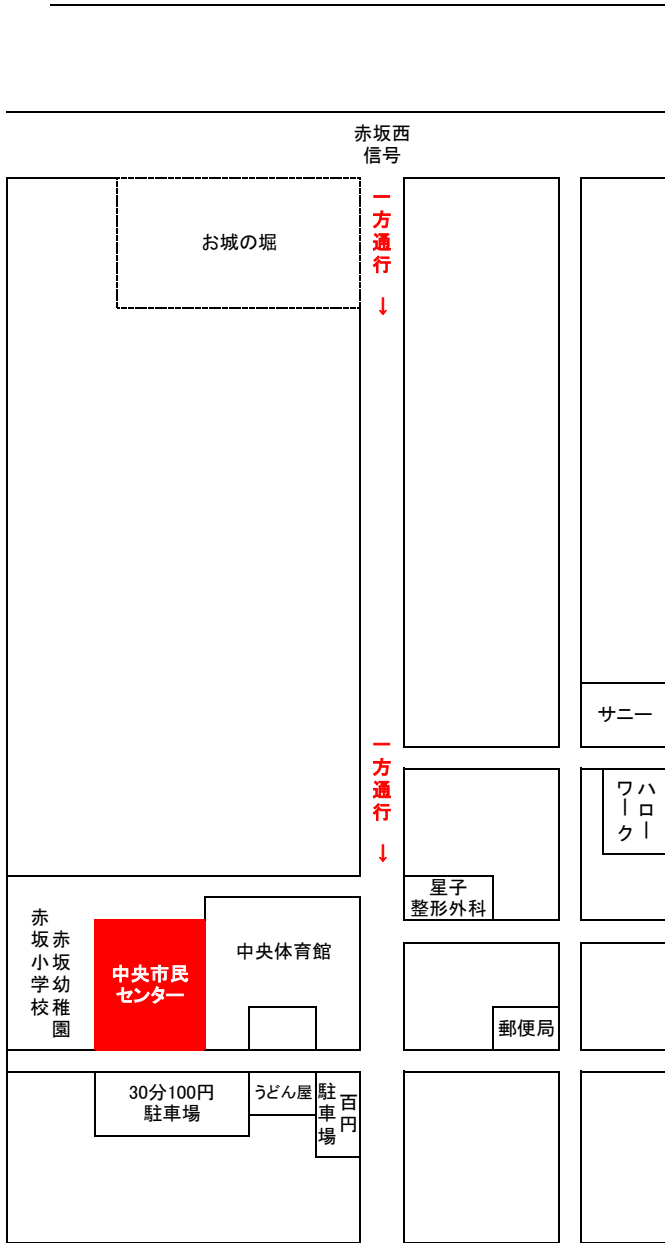 赤坂西
信号
一方通行
↓
お城の堀
サニー
一方通行
↓
ハロー
ワーク
星子
整形外科
赤坂小学校
赤坂幼稚園
中央市民
センター
中央体育館
郵便局
30分100円
駐車場
うどん屋
百円
駐車場